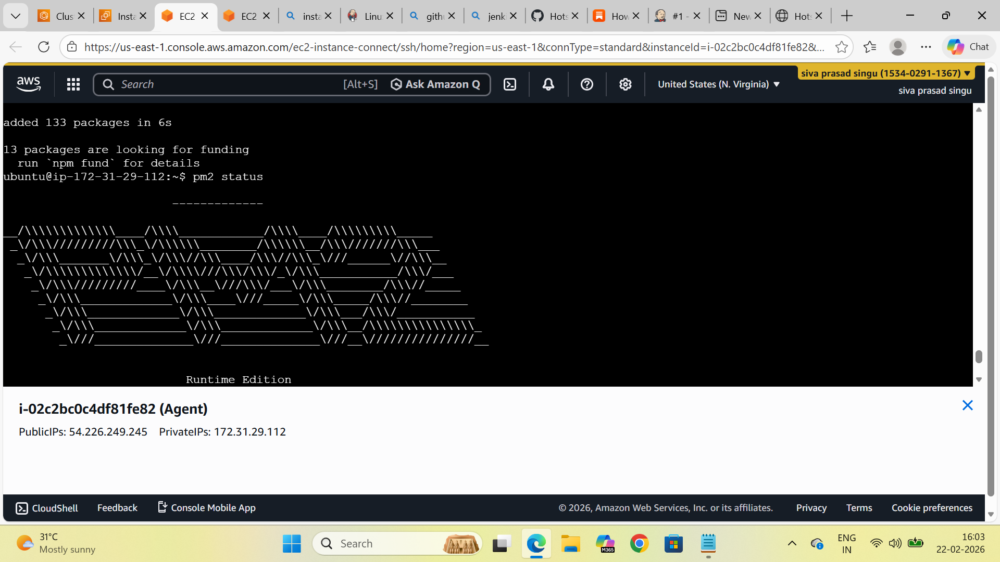 Clus
Insta
EC2
EC2
insta
Linu
gith
jenki
Hots
How
#1 -
New
Hots
https://us-east-1.console.aws.amazon.com/ec2-instance-connect/ssh/home?region=us-east-1&connType=standard&instanceId=i-02c2bc0c4df81fe82&...
Chat
aws
Search
[Alt+S]
Ask Amazon Q
United States (N. Virginia)
siva prasad singu (1534-0291-1367)
siva prasad singu
added 133 packages in 6s
13 packages are looking for funding
run `npm fund` for details
ubuntu@ip-172-31-29-112:~$ pm2 status
-------------
__/\\\\\\\\\\\\\____/\\\\____________/\\\\____/\\\\\\\\\_____
_\/\\\/////////\\\_\/\\\\\\________/\\\\\\__/\\\///////\\\___
_\/\\\_______\/\\\_\/\\\//\\\____/\\\//\\\_\///______\//\\\__
_\/\\\\\\\\\\\\\/__\/\\\\///\\\/\\\/_\/\\\___________/\\\/___
_\/\\\/////////____\/\\\__\///\\\/___\/\\\________/\\\//_____
_\/\\\_____________\/\\\____\///_____\/\\\_____/\\\//________
_\/\\\_____________\/\\\_____________\/\\\___/\\\/___________
_\/\\\_____________\/\\\_____________\/\\\__/\\\\\\\\\\\\\\\_
_\///______________\///______________\///__\///////////////__
Runtime Edition
i-02c2bc0c4df81fe82 (Agent)
PublicIPs: 54.226.249.245 PrivateIPs: 172.31.29.112
CloudShell
Feedback
Console Mobile App
© 2026, Amazon Web Services, Inc. or its affiliates.
Privacy
Terms
Cookie preferences
31°C
Mostly sunny
Search
M365
ENG
IN
16:03
22-02-2026